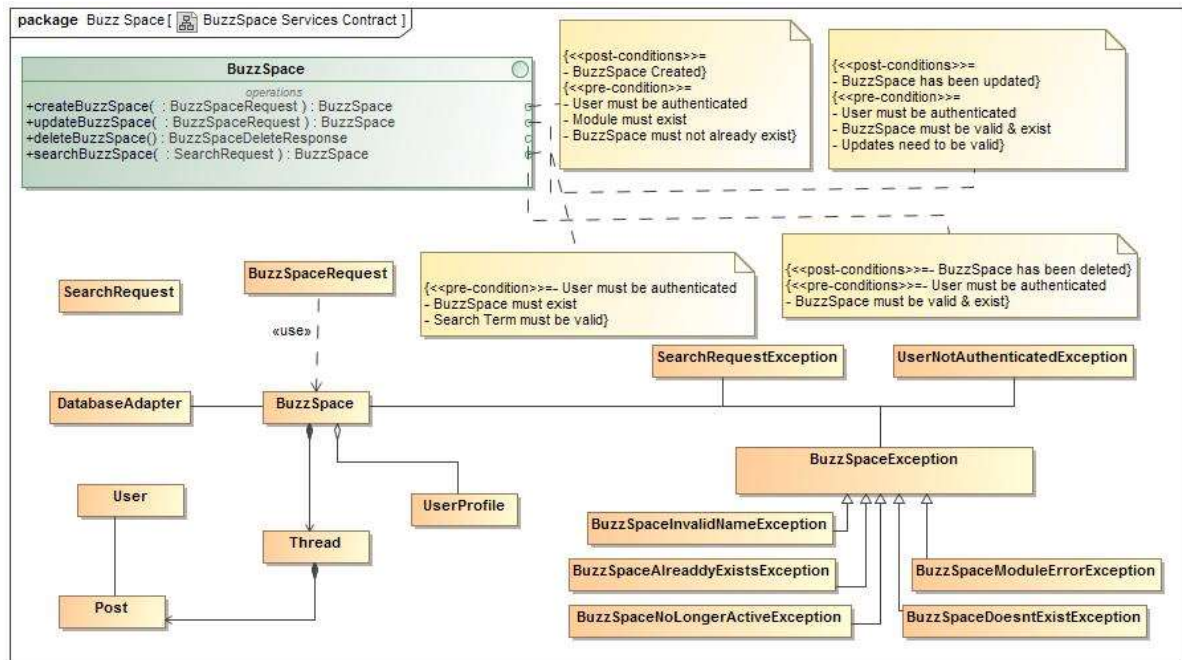 package Buzz Space [ BuzzSpace Services Contract ]
BuzzSpace
operations
+createBuzzSpace( : BuzzSpaceRequest ) : BuzzSpace
+updateBuzzSpace( : BuzzSpaceRequest ) : BuzzSpace
+deleteBuzzSpace() : BuzzSpaceDeleteResponse
+searchBuzzSpace( : SearchRequest ) : BuzzSpace
{<<post-conditions>>=
- BuzzSpace Created}
{<<pre-condition>>=
- User must be authenticated
- Module must exist
- BuzzSpace must not already exist}
{<<post-conditions>>=
- BuzzSpace has been updated}
{<<pre-condition>>=
- User must be authenticated
- BuzzSpace must be valid & exist
- Updates need to be valid}
{<<pre-condition>>=- User must be authenticated
- BuzzSpace must exist
- Search Term must be valid}
{<<post-conditions>>=- BuzzSpace has been deleted}
{<<pre-conditions>>=- User must be authenticated
- BuzzSpace must be valid & exist}
SearchRequest
BuzzSpaceRequest
«use»
SearchRequestException
UserNotAuthenticatedException
DatabaseAdapter
BuzzSpace
BuzzSpaceException
User
UserProfile
BuzzSpaceInvalidNameException
Thread
BuzzSpaceAlreaddyExistsException
BuzzSpaceModuleErrorException
Post
BuzzSpaceNoLongerActiveException
BuzzSpaceDoesntExistException